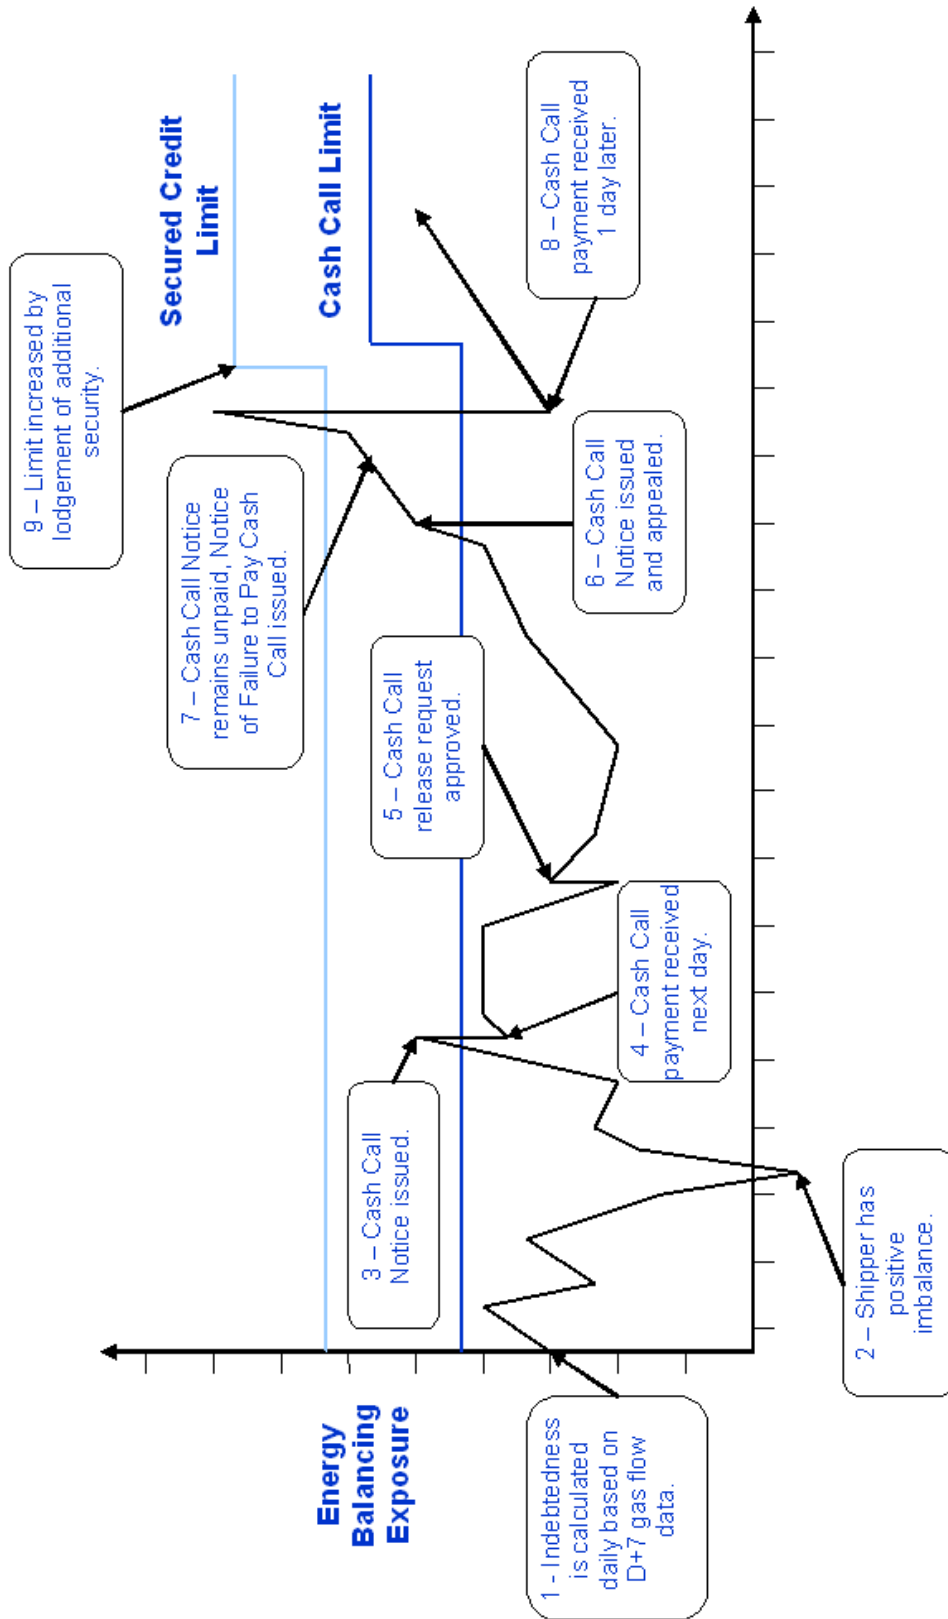 Energy
Balancing
Exposure
1 - Indebtedness
is calculated
daily based on
D+7 gas flow
data.
2 – Shipper has
positive
imbalance.
3 – Cash Call
Notice issued.
4 – Cash Call
payment received
next day.
5 – Cash Call
release request
approved.
6 – Cash Call
Notice issued
and appealed.
7 – Cash Call Notice
remains unpaid, Notice
of Failure to Pay Cash
Call issued.
8 – Cash Call
payment received
1 day later.
9 – Limit increased by
lodgement of additional
security.
Secured Credit
Limit
Cash Call Limit